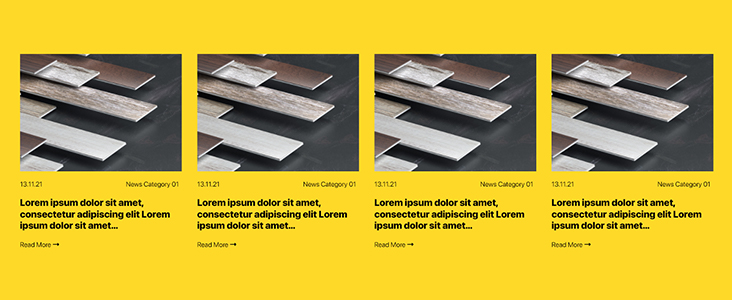 13.11.21 News Category 01
Lorem ipsum dolor sit amet,
consectetur adipiscing elit Lorem
ipsum dolor sit amet...
Read More →
13.11.21 News Category 01
Lorem ipsum dolor sit amet,
consectetur adipiscing elit Lorem
ipsum dolor sit amet...
Read More →
13.11.21 News Category 01
Lorem ipsum dolor sit amet,
consectetur adipiscing elit Lorem
ipsum dolor sit amet...
Read More →
13.11.21 News Category 01
Lorem ipsum dolor sit amet,
consectetur adipiscing elit Lorem
ipsum dolor sit amet...
Read More →